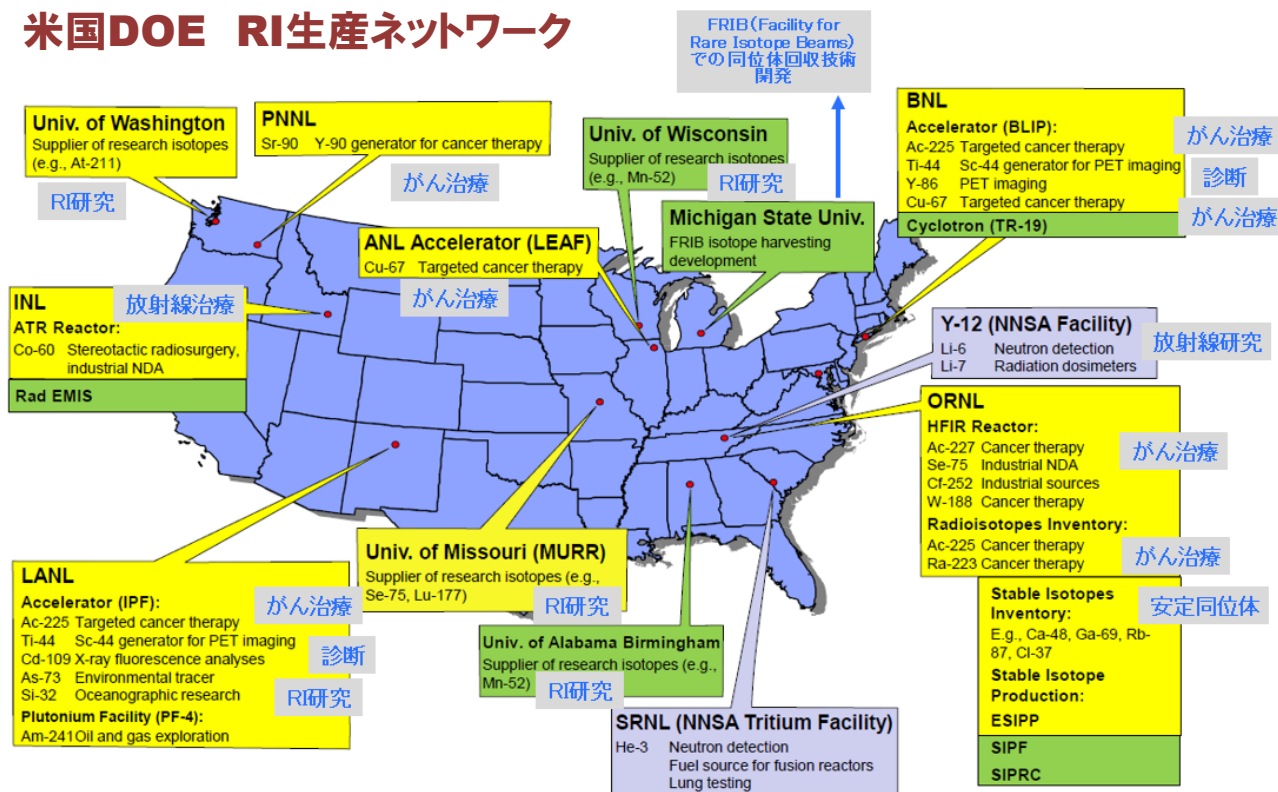 米国DOE RI生産ネットワーク
FRIB(Facility for
Rare Isotope Beams)
での同位体回収技術
開発
Univ. of Washington
Supplier of research isotopes
(e.g., At-211)
RI研究
PNNL
Sr-90 Y-90 generator for cancer therapy
がん治療
Univ. of Wisconsin
Supplier of research isotopes
(e.g., Mn-52)
RI研究
BNL
Accelerator (BLIP):
Ac-225 Targeted cancer therapy
Ti-44 Sc-44 generator for PET imaging
Y-86 PET imaging
Cu-67 Targeted cancer therapy
Cyclotron (TR-19)
がん治療
診断
がん治療
Michigan State Univ.
FRIB isotope harvesting
development
ANL Accelerator (LEAF)
Cu-67 Targeted cancer therapy
がん治療
INL
ATR Reactor:
Co-60 Stereotactic radiosurgery,
industrial NDA
Rad EMIS
放射線治療
Y-12 (NNSA Facility)
Li-6 Neutron detection
Li-7 Radiation dosimeters
放射線研究
ORNL
HFIR Reactor:
Ac-227 Cancer therapy
Se-75 Industrial NDA
Cf-252 Industrial sources
W-188 Cancer therapy
Radioisotopes Inventory:
Ac-225 Cancer therapy
Ra-223 Cancer therapy
がん治療
がん治療
Stable Isotopes
Inventory:
E.g., Ca-48, Ga-69, Rb-
87, Cl-37
Stable Isotope
Production:
ESIPP
SIPF
SIPRC
安定同位体
LANL
Accelerator (IPF):
Ac-225 Targeted cancer therapy
Ti-44 Sc-44 generator for PET imaging
Cd-109 X-ray fluorescence analyses
As-73 Environmental tracer
Si-32 Oceanographic research
Plutonium Facility (PF-4):
Am-241 Oil and gas exploration
がん治療
診断
RI研究
Univ. of Missouri (MURR)
Supplier of research isotopes (e.g.,
Se-75, Lu-177)
RI研究
Univ. of Alabama Birmingham
Supplier of research isotopes (e.g.,
Mn-52)
RI研究
SRNL (NNSA Tritium Facility)
He-3 Neutron detection
Fuel source for fusion reactors
Lung testing